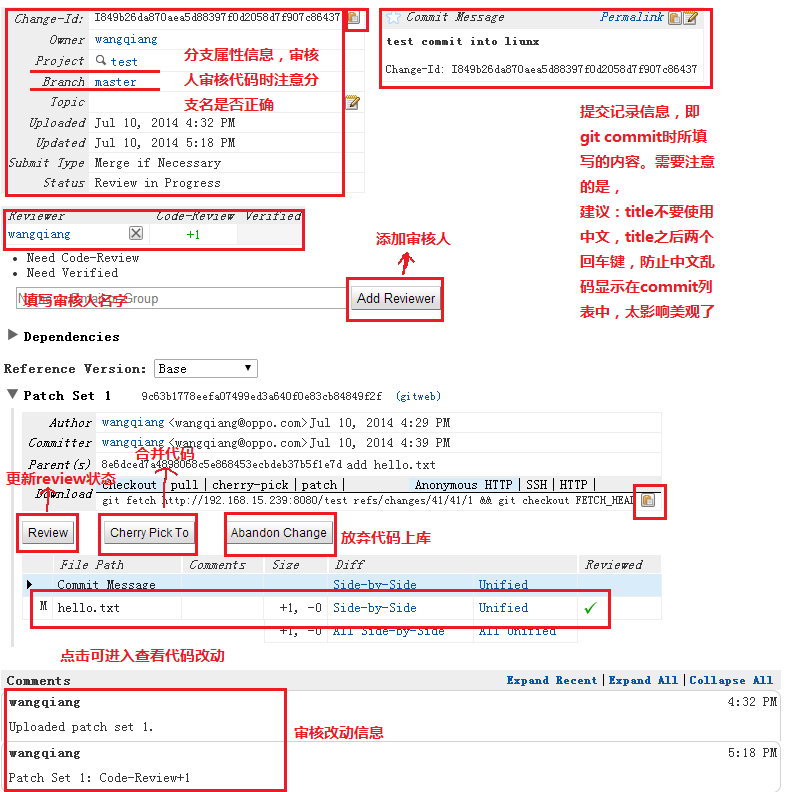 Change-Id: I849b26da870aea5d88397f0d2058d7f907c86437
Owner wangqiang
Project test
Branch master
Topic
Uploaded Jul 10, 2014 4:32 PM
Updated Jul 10, 2014 5:18 PM
Submit Type Merge if Necessary
Status Review in Progress
分支属性信息，审核
人审核代码时注意分
支名是否正确
Commit Message Permalink
test commit into liunx
Change-Id: I849b26da870aea5d88397f0d2058d7f907c86437
提交记录信息，即
git commit时所填
写的内容。需要注意
的是，
建议：title不要使用
中文，title之后两个
回车键，防止中文乱
码显示在commit列
表中，太影响美观了
Reviewer Code-Review Verified
wangqiang +1
Need Code-Review
Need Verified
添加审核人
填写审核人名字
Group
Add Reviewer
Dependencies
Reference Version: Base
Patch Set 1 9c63b1778eefa07499ed3a640f0e83cb84849f2f (gitweb)
Author wangqiang <wangqiang@oppo.com> Jul 10, 2014 4:29 PM
Committer wangqiang <wangqiang@oppo.com> Jul 10, 2014 4:39 PM
合并代码
Parent(s) 8e6dced7a4898068c5e868453ecbdeb37b5f1e7d add hello.txt
更新review状态
Download checkout | pull | cherry-pick | patch | Anonymous HTTP | SSH | HTTP |
git fetch http://192.168.15.239:8080/test refs/changes/41/41/1 && git checkout FETCH_HEAD
Review
Cherry Pick To
Abandon Change
放弃代码上库
File Path Comments Size Diff Reviewed
Commit Message Side-by-Side Unified
M hello.txt +1, -0 Side-by-Side Unified
+1, -0 All Side-by-Side All Unified
点击可进入查看代码改动
Comments Expand Recent | Expand All | Collapse All
wangqiang 4:32 PM
Uploaded patch set 1.
审核改动信息
wangqiang 5:18 PM
Patch Set 1: Code-Review+1